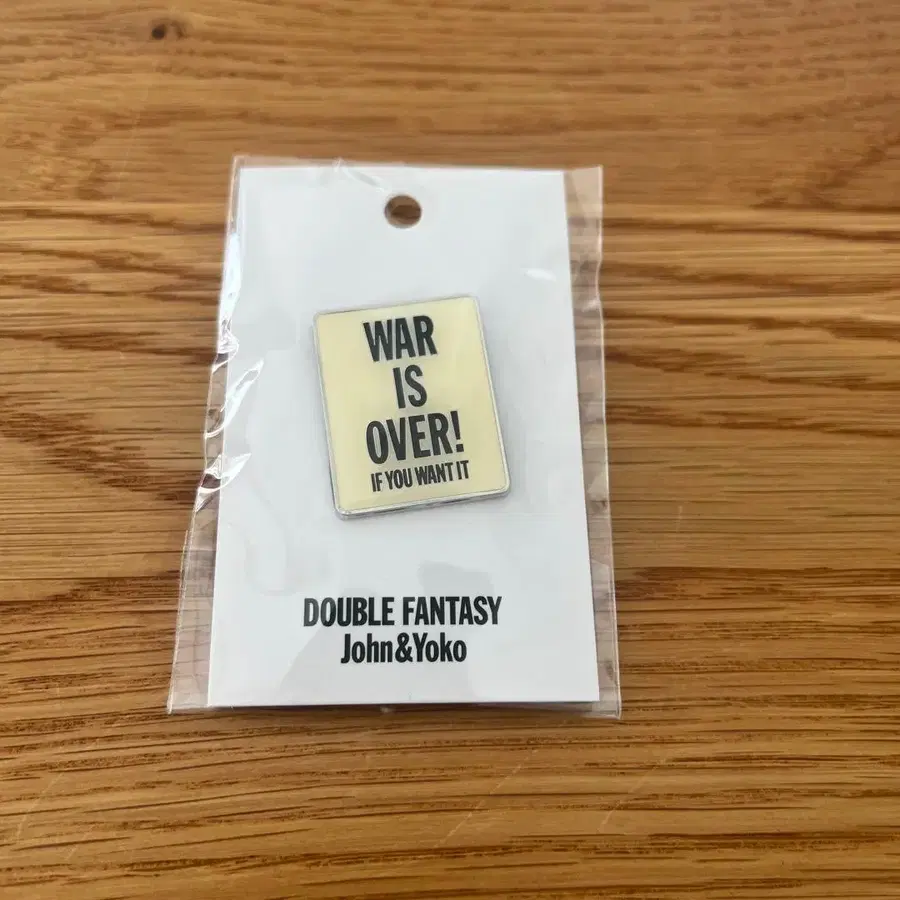 WAR
IS
OVER!
IF YOU WANT IT
DOUBLE FANTASY
John&Yoko